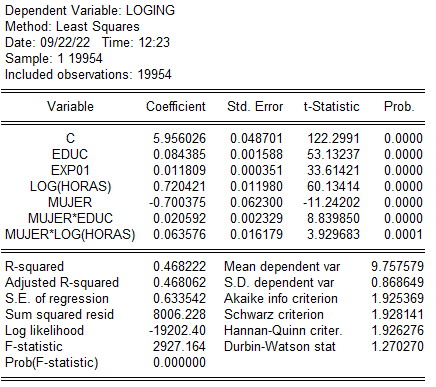 Dependent Variable: LOGING
Method: Least Squares
Date: 09/22/22 Time: 12:23
Sample: 1 19954
Included observations: 19954
Variable Coefficient Std. Error t-Statistic Prob.
C 5.956026 0.048701 122.2991 0.0000
EDUC 0.084385 0.001588 53.13237 0.0000
EXP01 0.011809 0.000351 33.61421 0.0000
LOG(HORAS) 0.720421 0.011980 60.13414 0.0000
MUJER -0.700375 0.062300 -11.24202 0.0000
MUJER*EDUC 0.020592 0.002329 8.839850 0.0000
MUJER*LOG(HORAS) 0.063576 0.016179 3.929683 0.0001
R-squared 0.468222 Mean dependent var 9.757579
Adjusted R-squared 0.468062 S.D. dependent var 0.868649
S.E. of regression 0.633542 Akaike info criterion 1.925369
Sum squared resid 8006.228 Schwarz criterion 1.928141
Log likelihood -19202.40 Hannan-Quinn criter. 1.926276
F-statistic 2927.164 Durbin-Watson stat 1.270270
Prob(F-statistic) 0.000000